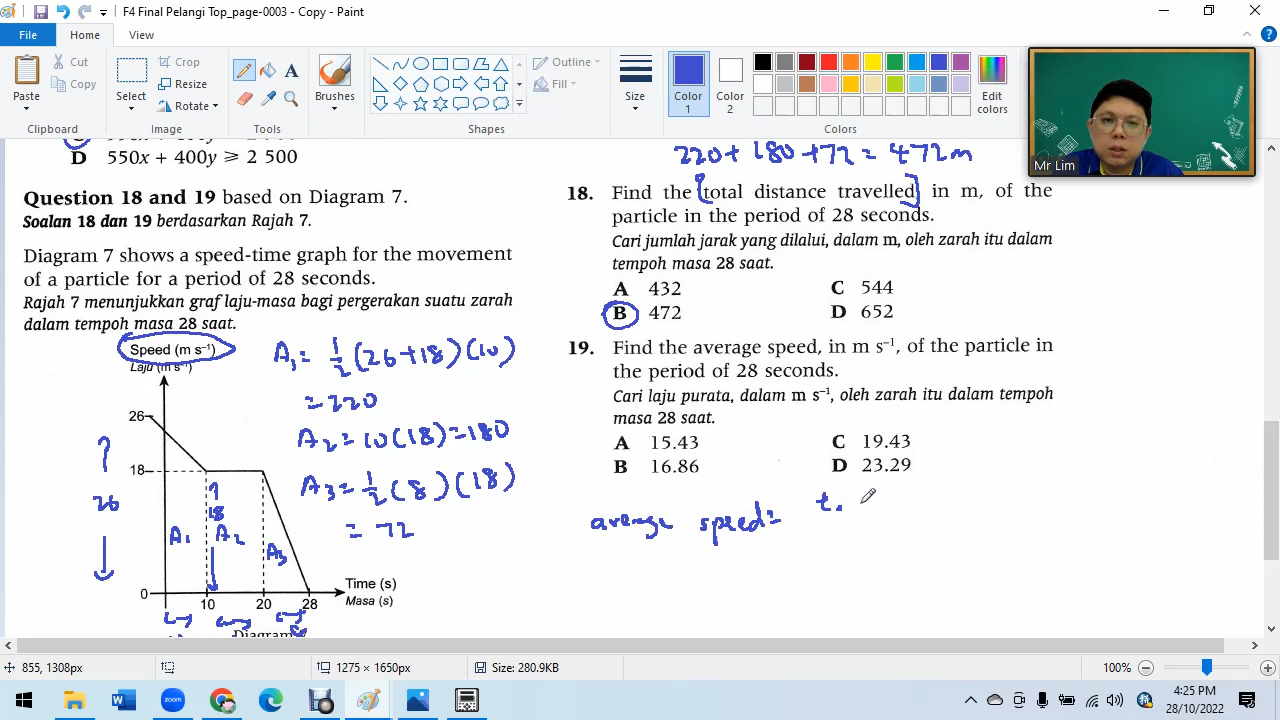 F4 Final Pelangi Top_page-0003 - Copy - Paint
File Home View
Paste
Cut
Copy
Clipboard
Select
Crop
Resize
Rotate
Image
A
Tools
Brushes
Shapes
Outline
Fill
Size
Color 1
Color 2
Edit colors
Colors
Mr Lim
D 550x + 400y ⩾ 2 500
Question 18 and 19 based on Diagram 7.
Soalan 18 dan 19 berdasarkan Rajah 7.
Diagram 7 shows a speed-time graph for the movement
of a particle for a period of 28 seconds.
Rajah 7 menunjukkan graf laju-masa bagi pergerakan suatu zarah
dalam tempoh masa 28 saat.
Speed (m s⁻¹)
Laju (m s⁻¹)
26
18
0
10 20 28
Time (s)
Masa (s)
Diagram
?
26
?
18
A₁ A₂ A₃
A₁ = ½(26+18)(10)
= 220
A₂ = 10(18) = 180
A₃ = ½(8)(18)
= 72
220 + 180 + 72 = 472m
18. Find the total distance travelled in m, of the
particle in the period of 28 seconds.
Cari jumlah jarak yang dilalui, dalam m, oleh zarah itu dalam
tempoh masa 28 saat.
A 432 C 544
B 472 D 652
19. Find the average speed, in m s⁻¹, of the particle in
the period of 28 seconds.
Cari laju purata, dalam m s⁻¹, oleh zarah itu dalam tempoh
masa 28 saat.
A 15.43 C 19.43
B 16.86 D 23.29
average speed = t.
855, 1308px
1275 × 1650px
Size: 280.9KB
100%
zoom
4:25 PM
28/10/2022